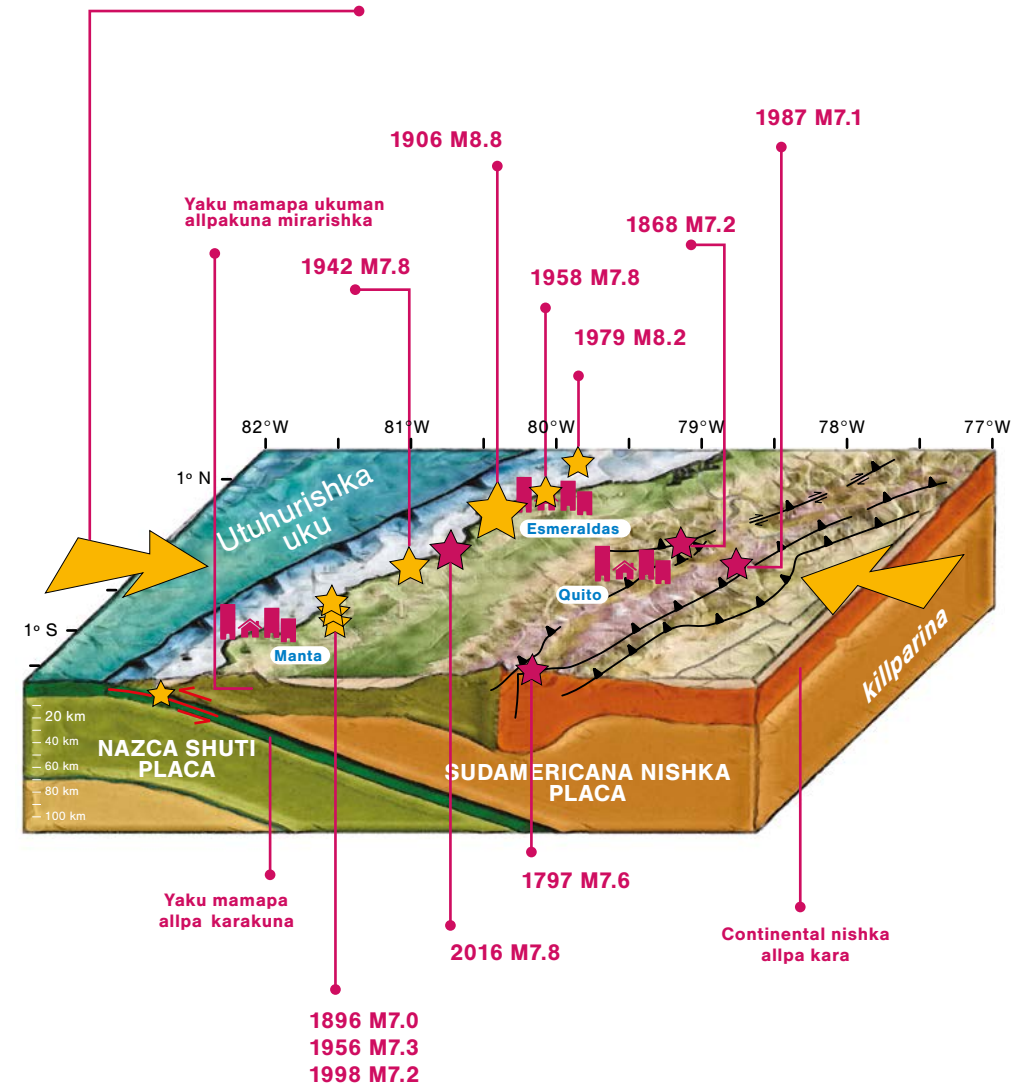 1987 M7.1
1906 M8.8
Yaku mamapa ukuman
allpakuna mirarishka
1868 M7.2
1942 M7.8
1958 M7.8
1979 M8.2
82°W
81°W
80°W
79°W
78°W
77°W
1° N
Utuhurishka
uku
Esmeraldas
Quito
1° S
Manta
killparina
20 km
40 km
60 km
80 km
100 km
NAZCA SHUTI
PLACA
SUDAMERICANA NISHKA
PLACA
1797 M7.6
Yaku mamapa
allpa karakuna
Continental nishka
allpa kara
2016 M7.8
1896 M7.0
1956 M7.3
1998 M7.2